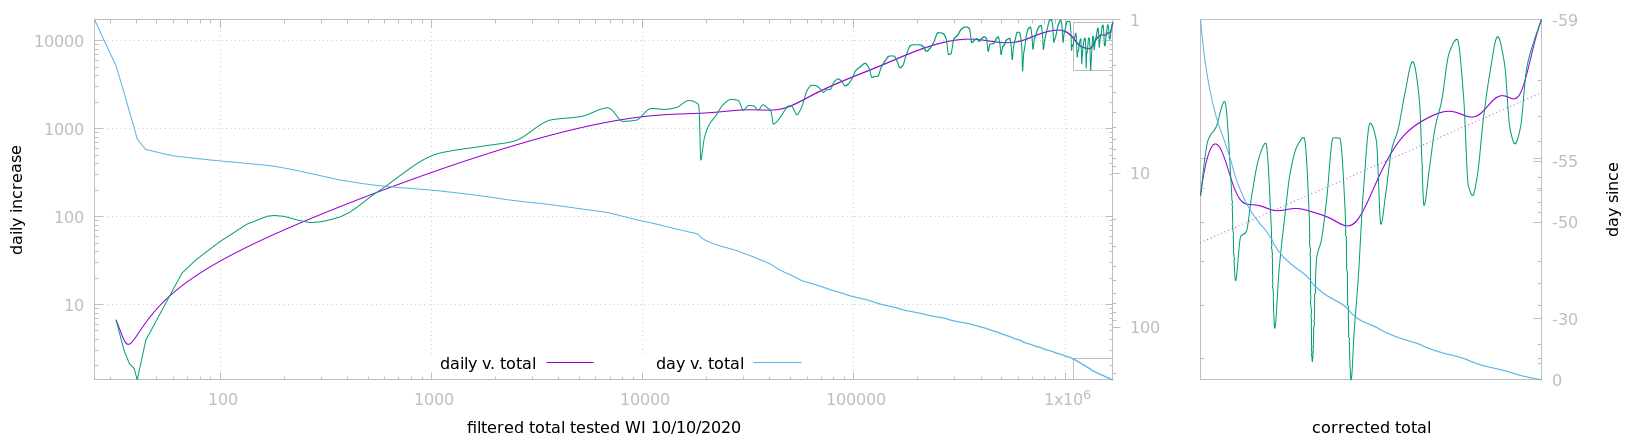 10000
1000
100
10
daily increase
100
1000
10000
100000
1x10⁶
filtered total tested WI 10/10/2020
daily v. total
day v. total
1
10
100
-59
-55
-50
-30
0
day since
corrected total